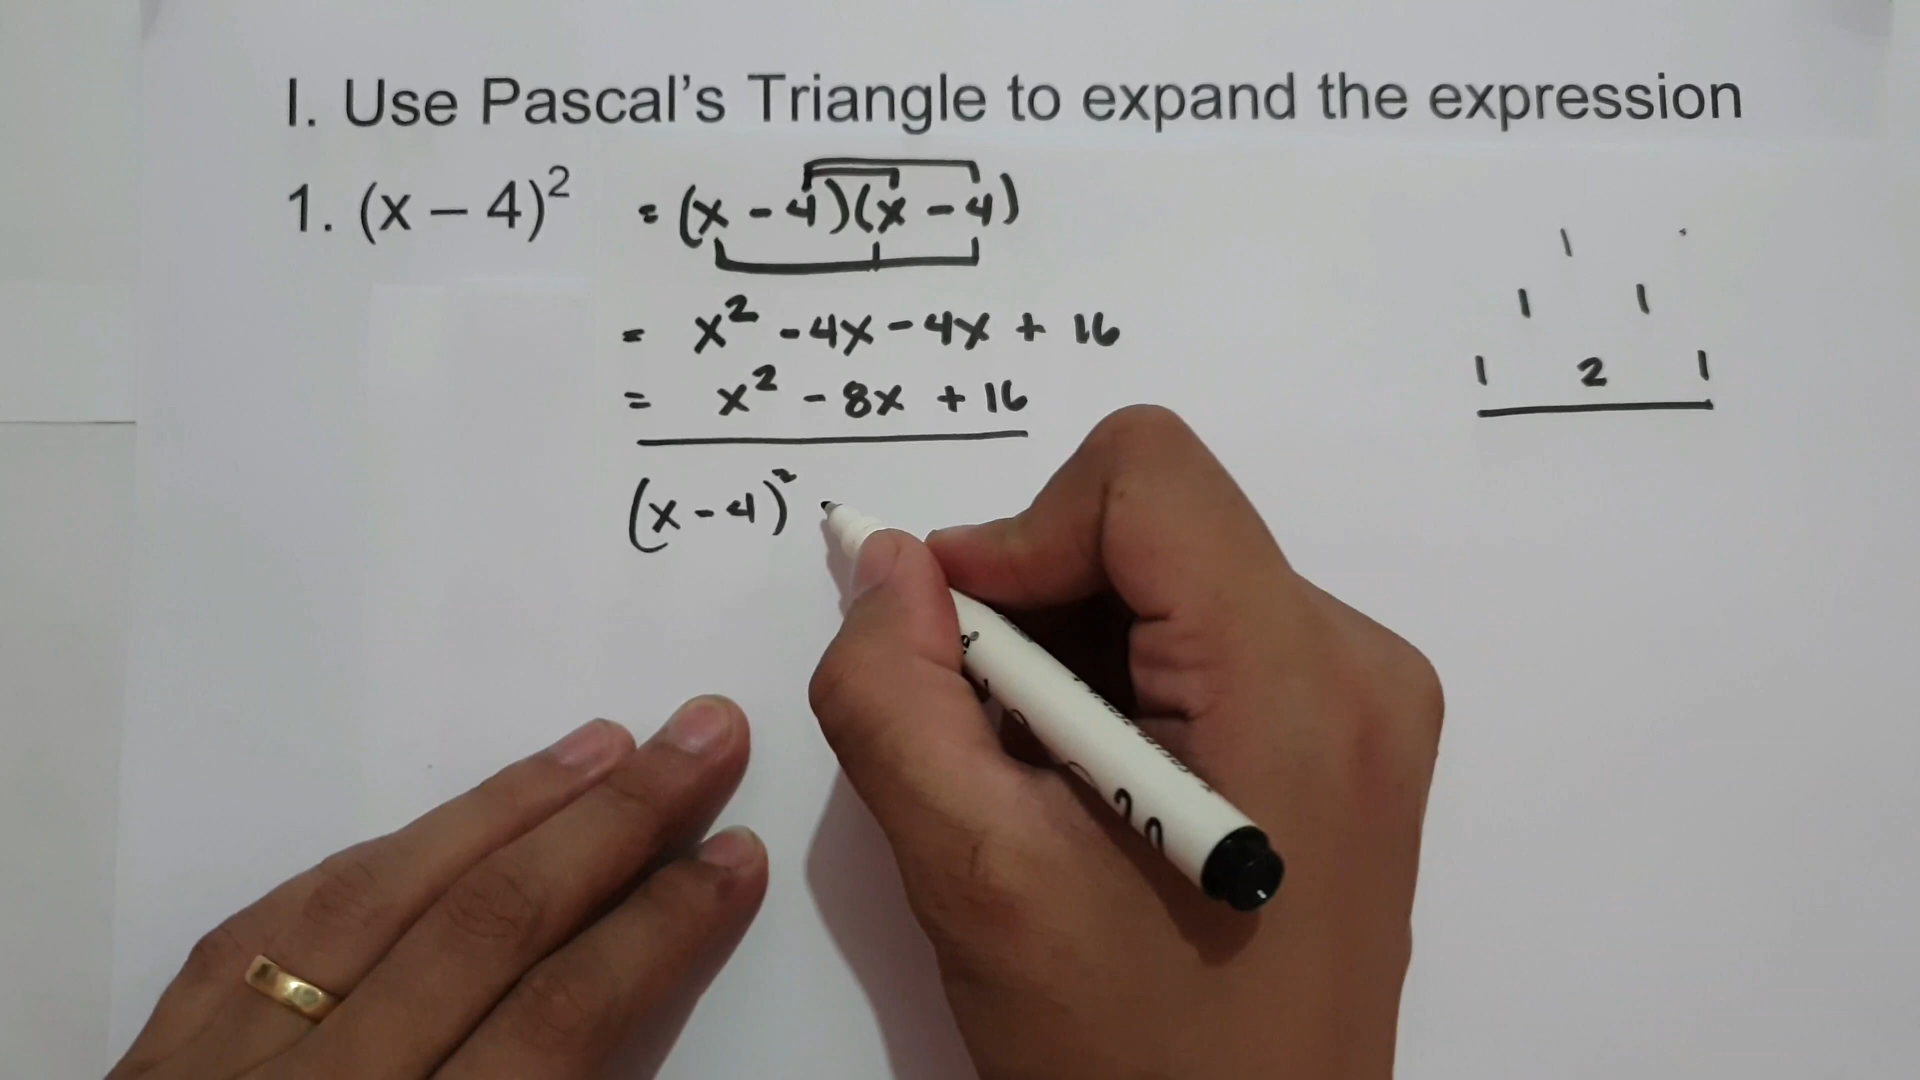 I. Use Pascal's Triangle to expand the expression
1. (x – 4)² = (x - 4)(x - 4)
= x² - 4x - 4x + 16
= x² - 8x + 16
(x - 4)²
1
1 1
1 2 1